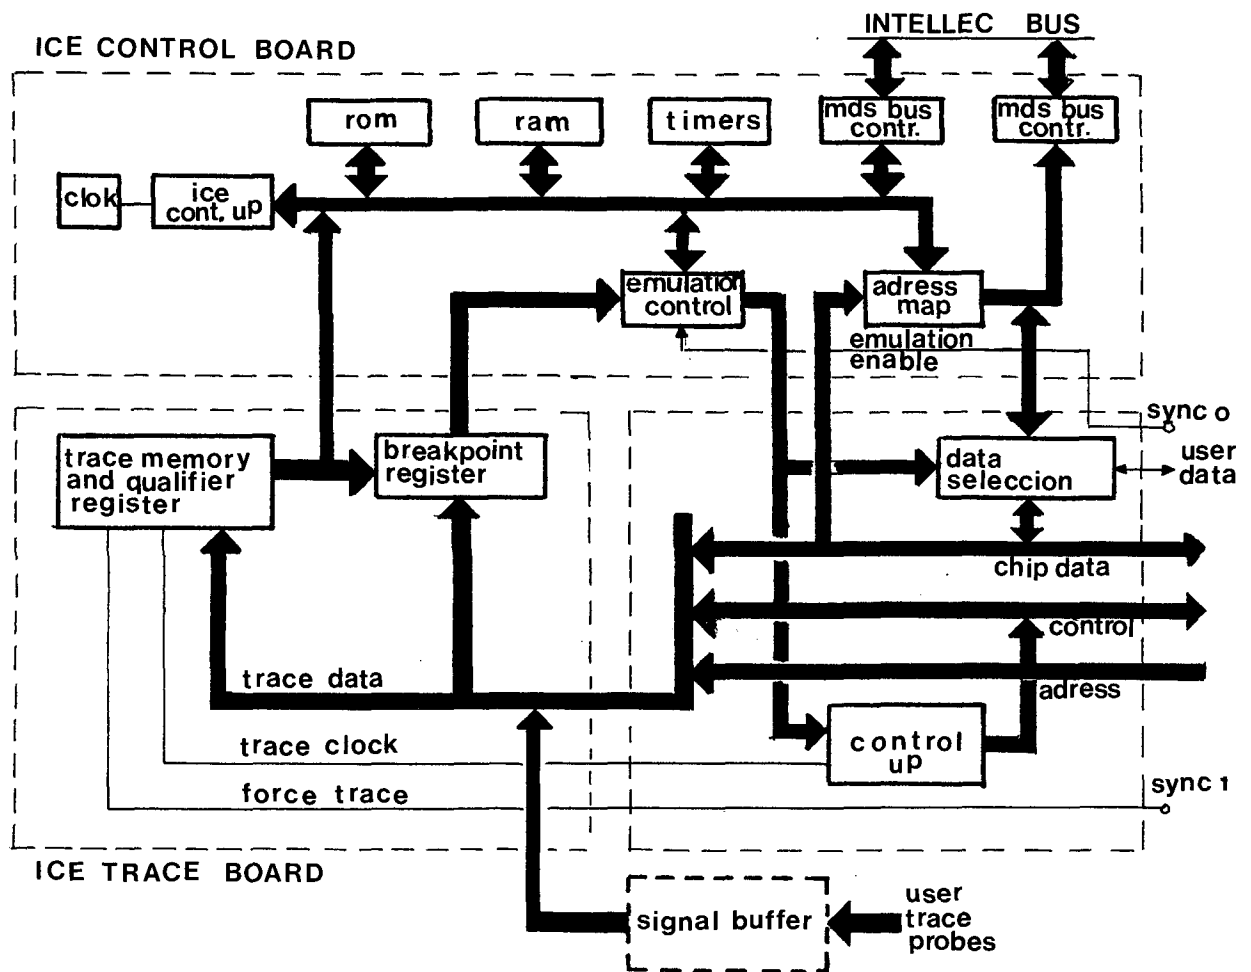 INTELLEC BUS
ICE CONTROL BOARD
rom
ram
timers
mds bus
contr.
mds bus
contr.
clok
ice
cont. up
emulation
control
adress
map
emulation
enable
sync 0
user
data
trace memory
and qualifier
register
breakpoint
register
data
seleccion
chip data
control
adress
trace data
trace clock
control
up
force trace
sync 1
ICE TRACE BOARD
signal buffer
user
trace
probes